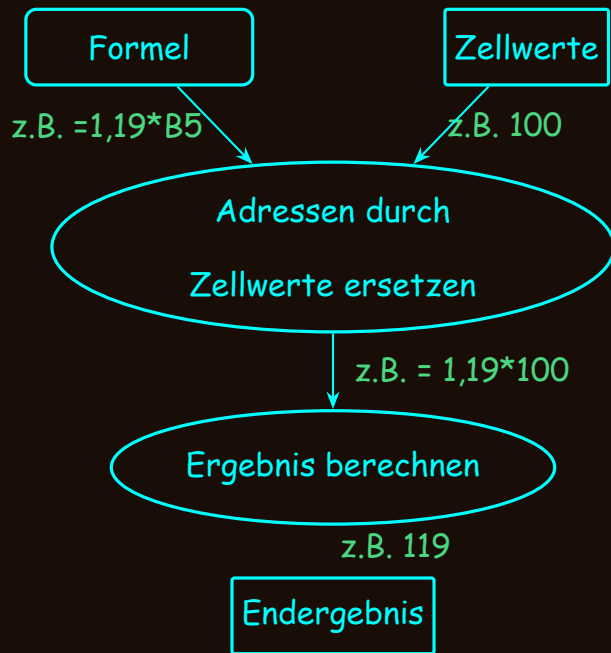 Formel
Zellwerte
z.B. =1,19*B5
z.B. 100
Adressen durch
Zellwerte ersetzen
z.B. = 1,19*100
Ergebnis berechnen
z.B. 119
Endergebnis